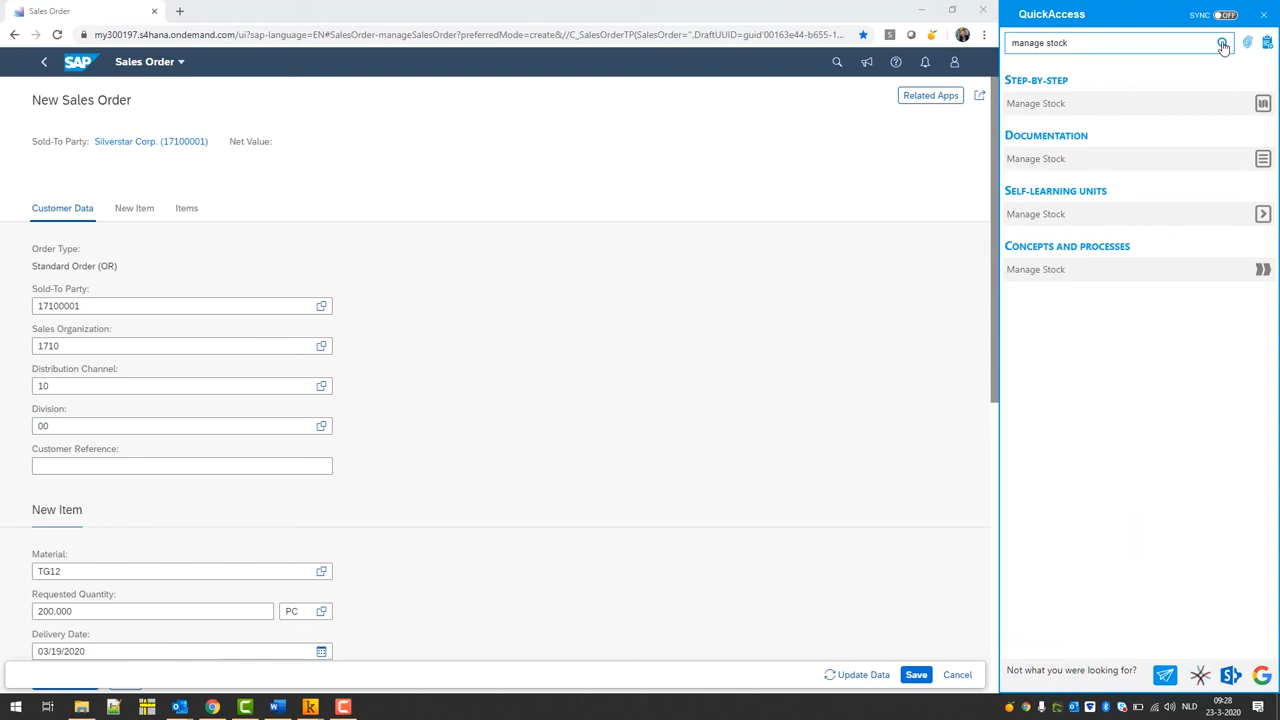 Sales Order
my300197.s4hana.ondemand.com/ui?sap-language=EN#SalesOrder-manageSalesOrder?preferredMode=create&//C_SalesOrderTP(SalesOrder='',DraftUUID=guid'00163e44-b655-1...
SAP
Sales Order
New Sales Order
Related Apps
Sold-To Party: Silverstar Corp. (17100001) Net Value:
Customer Data New Item Items
Order Type:
Standard Order (OR)
Sold-To Party:
17100001
Sales Organization:
1710
Distribution Channel:
10
Division:
00
Customer Reference:
New Item
Material:
TG12
Requested Quantity:
200.000 PC
Delivery Date:
03/19/2020
Update Data Save Cancel
QuickAccess SYNC OFF
manage stock
STEP-BY-STEP
Manage Stock
DOCUMENTATION
Manage Stock
SELF-LEARNING UNITS
Manage Stock
CONCEPTS AND PROCESSES
Manage Stock
Not what you were looking for?
NLD
09:28
23-3-2020